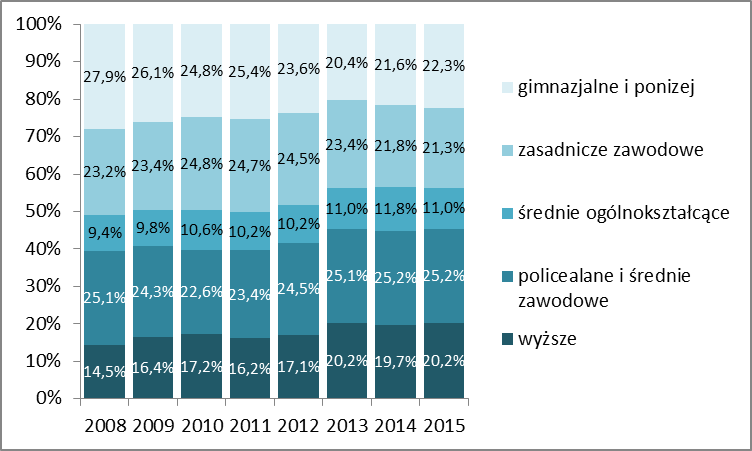 100%
90%
80%
70%
60%
50%
40%
30%
20%
10%
0%
27,9% 26,1% 24,8% 25,4% 23,6% 20,4% 21,6% 22,3%
23,2% 23,4% 24,8% 24,7% 24,5% 23,4% 21,8% 21,3%
9,4% 9,8% 10,6% 10,2% 10,2% 11,0% 11,8% 11,0%
25,1% 24,3% 22,6% 23,4% 24,5% 25,1% 25,2% 25,2%
14,5% 16,4% 17,2% 16,2% 17,1% 20,2% 19,7% 20,2%
2008 2009 2010 2011 2012 2013 2014 2015
gimnazjalne i ponizej
zasadnicze zawodowe
średnie ogólnokształcące
policealane i średnie
zawodowe
wyższe